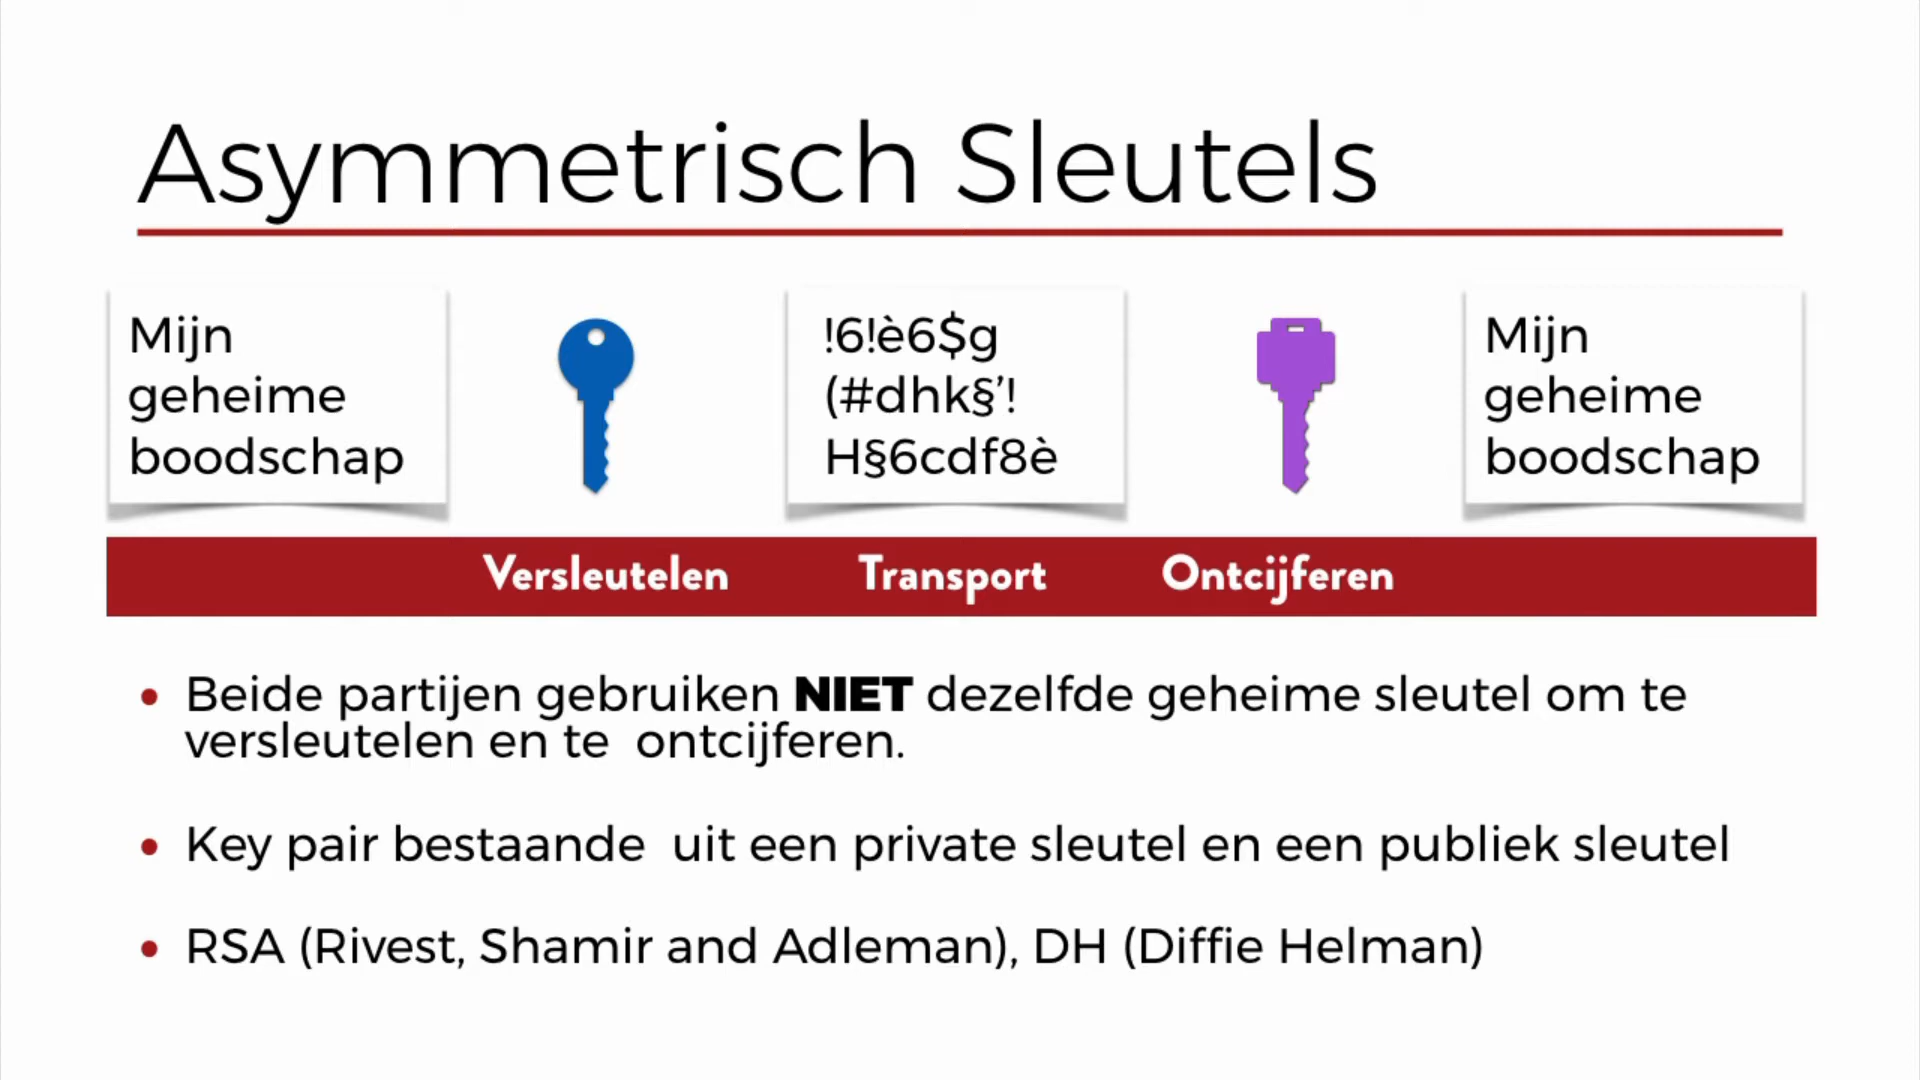 Asymmetrisch Sleutels
Mijn
geheime
boodschap
!6!è6$g
(#dhk§’!
H§6cdf8è
Mijn
geheime
boodschap
Versleutelen Transport Ontcijferen
• Beide partijen gebruiken NIET dezelfde geheime sleutel om te
versleutelen en te  ontcijferen.
• Key pair bestaande  uit een private sleutel en een publiek sleutel
• RSA (Rivest, Shamir and Adleman), DH (Diffie Helman)